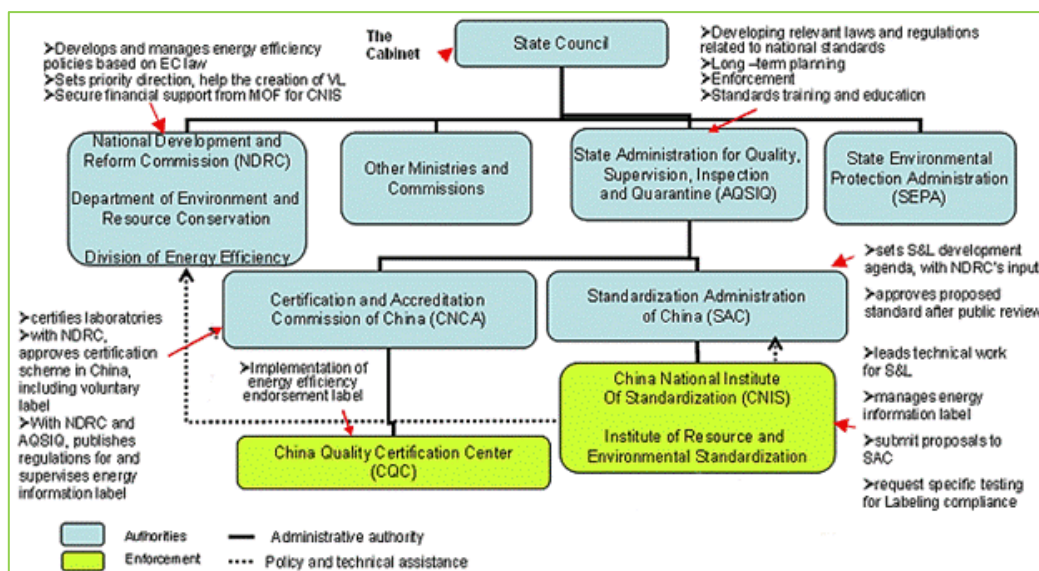 ➤Develops and manages energy efficiency
policies based on EC law
➤Sets priority direction, help the creation of VL
➤Secure financial support from MOF for CNIS
The
Cabinet
State Council
➤Developing relevant laws and regulations
related to national standards
➤Long –term planning
➤Enforcement
➤Standards training and education
National Development and
Reform Commission (NDRC)
Department of Environment and
Resource Conservation
Division of Energy Efficiency
Other Ministries and
Commissions
State Administration for Quality,
Supervision, Inspection
and Quarantine (AQSIQ)
State Environmental
Protection Administration
(SEPA)
➤sets S&L development
agenda, with NDRC's input
➤approves proposed
standard after public review
Certification and Accreditation
Commission of China (CNCA)
Standardization Administration
of China (SAC)
➤certifies laboratories
➤with NDRC,
approves certification
scheme in China,
including voluntary
label
➤With NDRC and
AQSIQ, publishes
regulations for and
supervises energy
information label
➤Implementation of
energy efficiency
endorsement label
China National Institute
Of Standardization (CNIS)
Institute of Resource and
Environmental Standardization
➤leads technical work
for S&L
➤manages energy
information label
➤submit proposals to
SAC
➤request specific testing
for Labeling compliance
China Quality Certification Center
(CQC)
Authorities
Administrative authority
Enforcement
Policy and technical assistance